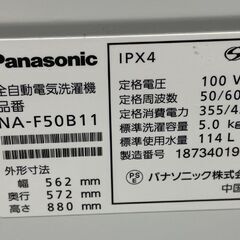 Panasonic
全自動電気洗濯機
品番
NA-F50B11
外形寸法
幅 : 562 mm
奥行 : 572 mm
高さ : 880 mm
IPX4
定格電圧 100 V
定格周波数 50/60
定格消費電力 355/4
標準洗濯容量 5.0 k
標準使用水量 114 L
製造番号 18734019
PS E
パナソニック株
中国